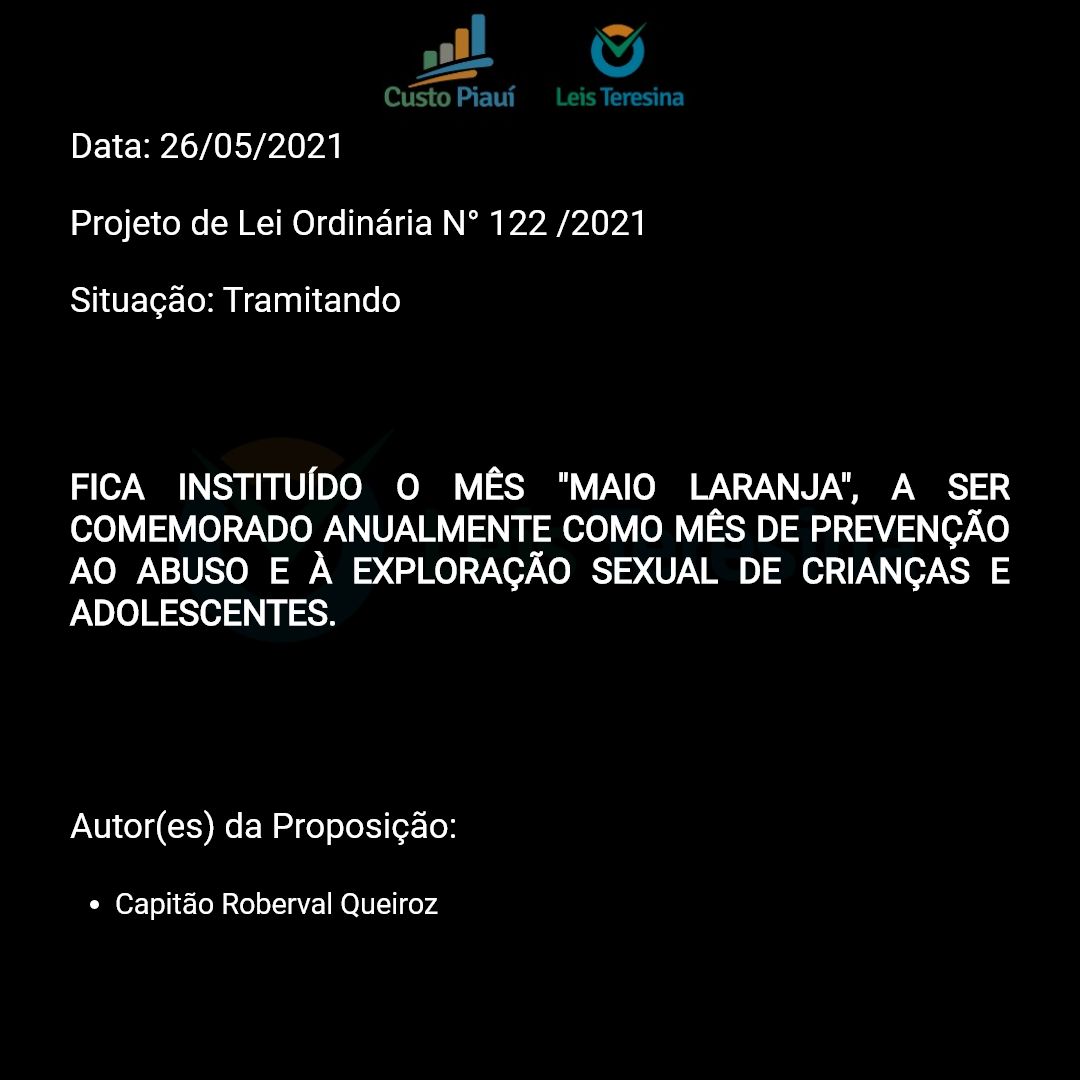 Custo Piauí Leis Teresina
Data: 26/05/2021
Projeto de Lei Ordinária N° 122 /2021
Situação: Tramitando
FICA INSTITUÍDO O MÊS "MAIO LARANJA", A SER
COMEMORADO ANUALMENTE COMO MÊS DE PREVENÇÃO
AO ABUSO E À EXPLORAÇÃO SEXUAL DE CRIANÇAS E
ADOLESCENTES.
Autor(es) da Proposição:
• Capitão Roberval Queiroz